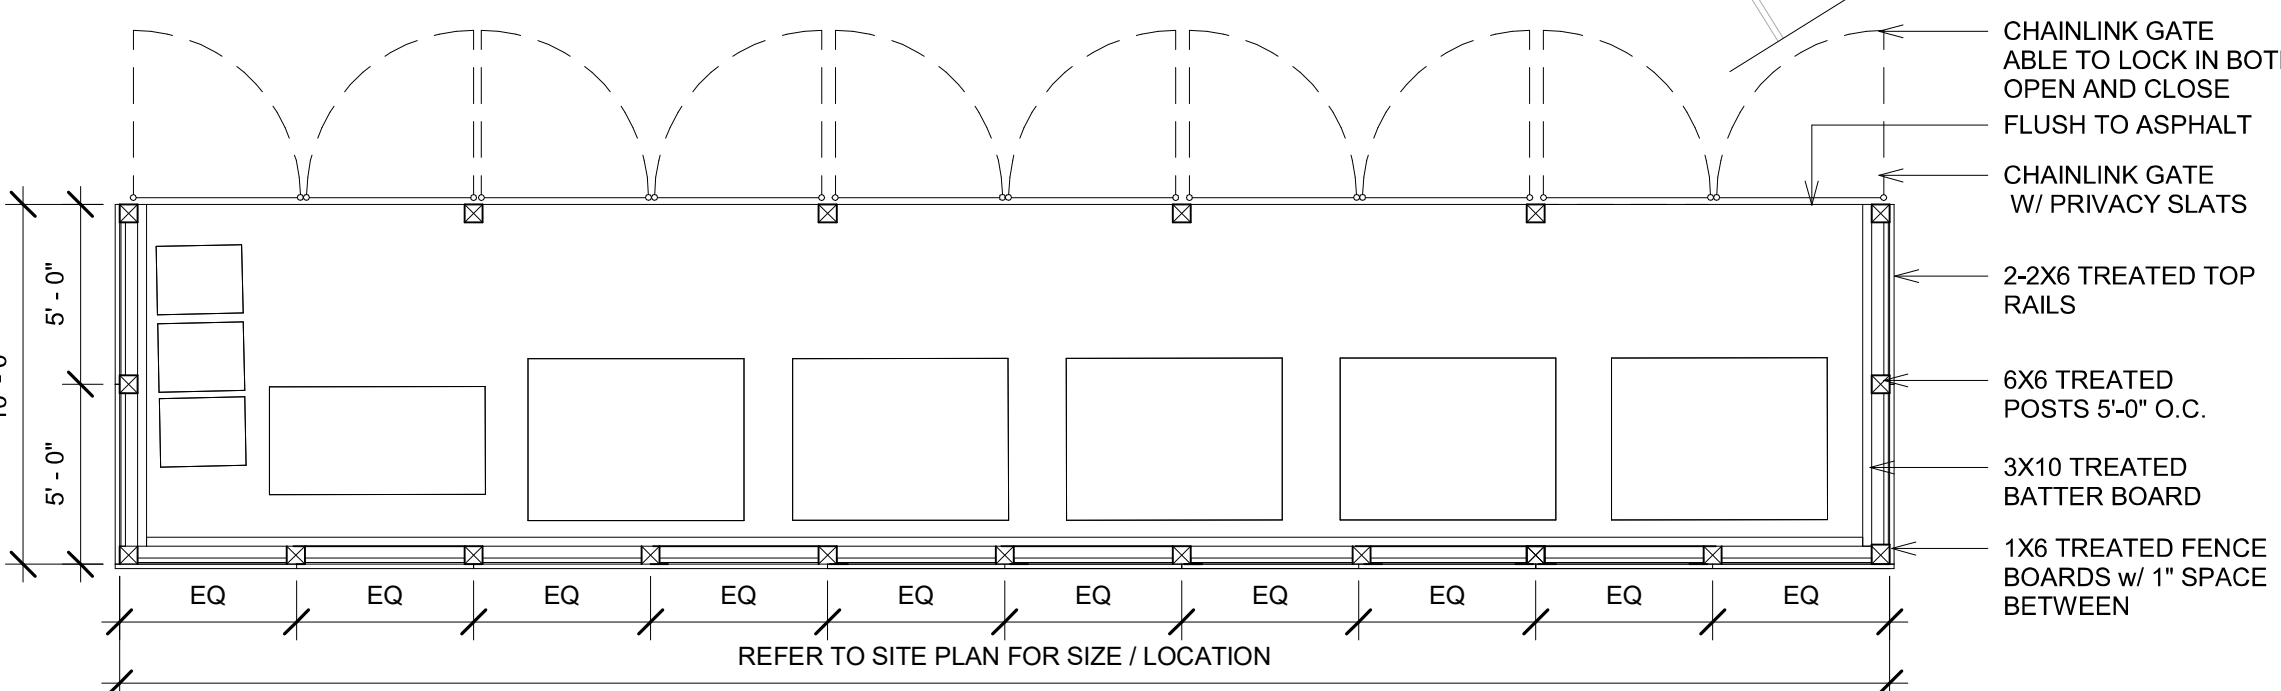 CHAINLINK GATE
ABLE TO LOCK IN
OPEN AND CLOSE
FLUSH TO ASPHALT
CHAINLINK GATE
W/ PRIVACY SLATS
2-2X6 TREATED TOP
RAILS
6X6 TREATED
POSTS 5'-0" O.C.
3X10 TREATED
BATTER BOARD
1X6 TREATED FENCE
BOARDS w/ 1" SPACE
BETWEEN
5' - 0"
5' - 0"
EQ EQ EQ EQ EQ EQ EQ EQ EQ EQ
REFER TO SITE PLAN FOR SIZE / LOCATION